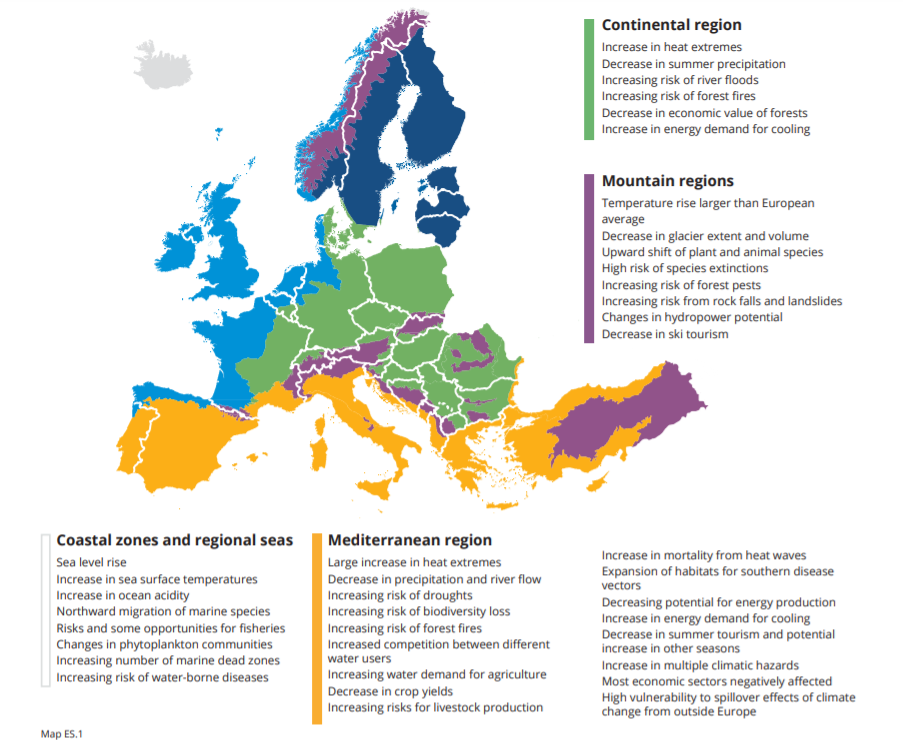 Continental region
Increase in heat extremes
Decrease in summer precipitation
Increasing risk of river floods
Increasing risk of forest fires
Decrease in economic value of forests
Increase in energy demand for cooling
Mountain regions
Temperature rise larger than European
average
Decrease in glacier extent and volume
Upward shift of plant and animal species
High risk of species extinctions
Increasing risk of forest pests
Increasing risk from rock falls and landslides
Changes in hydropower potential
Decrease in ski tourism
Coastal zones and regional seas
Sea level rise
Increase in sea surface temperatures
Increase in ocean acidity
Northward migration of marine species
Risks and some opportunities for fisheries
Changes in phytoplankton communities
Increasing number of marine dead zones
Increasing risk of water-borne diseases
Mediterranean region
Large increase in heat extremes
Decrease in precipitation and river flow
Increasing risk of droughts
Increasing risk of biodiversity loss
Increasing risk of forest fires
Increased competition between different
water users
Increasing water demand for agriculture
Decrease in crop yields
Increasing risks for livestock production
Increase in mortality from heat waves
Expansion of habitats for southern disease
vectors
Decreasing potential for energy production
Increase in energy demand for cooling
Decrease in summer tourism and potential
increase in other seasons
Increase in multiple climatic hazards
Most economic sectors negatively affected
High vulnerability to spillover effects of climate
change from outside Europe
Map ES.1